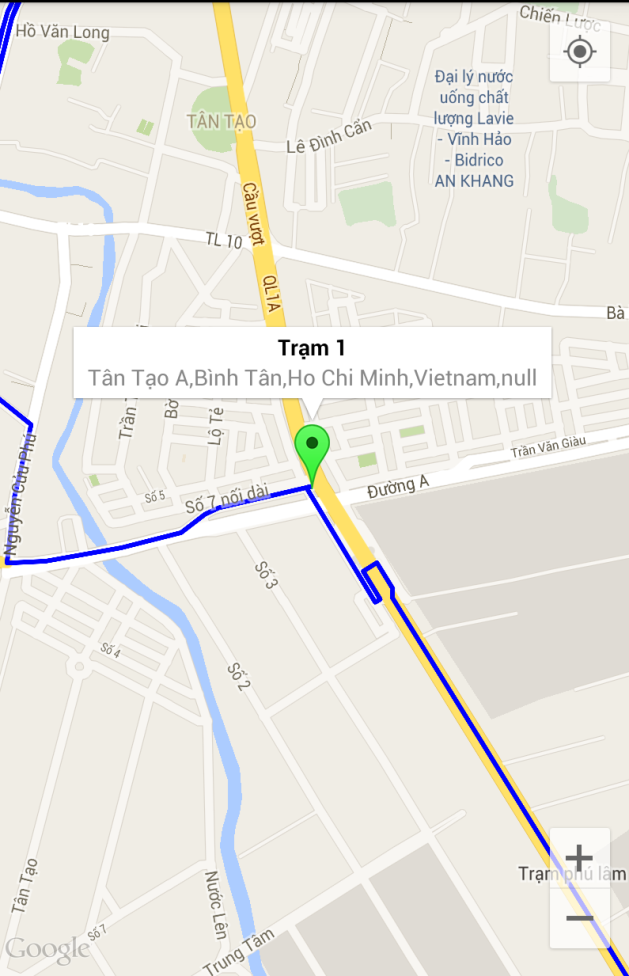 Chiến Lược
Hồ Văn Long
Đại lý nước
uống chất
lượng Lavie
- Vĩnh Hảo
- Bidrico
AN KHANG
TÂN TẠO
Lê Đình Cẩn
Cầu vượt
TL 10
QL1A
Bà
Trạm 1
Tân Tạo A,Bình Tân,Ho Chi Minh,Vietnam,null
Trần
Lộ Tẻ
Trần Văn Giàu
Nguyễn Cửu Phú
Số 5
Số 7 nối dài
Đường A
Số 3
Số 4
Số 2
Trạm phú lâm
Tân Tạo
Nước Lên
Số 7
Trung Tâm
Google